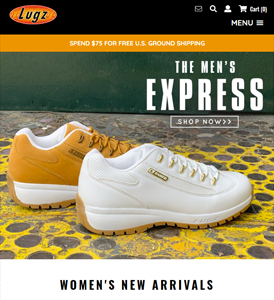 Lugz
Cart (0)
MENU
SPEND $75 FOR FREE U.S. GROUND SHIPPING
THE MEN'S
EXPRESS
SHOP NOW>>
WOMEN'S NEW ARRIVALS